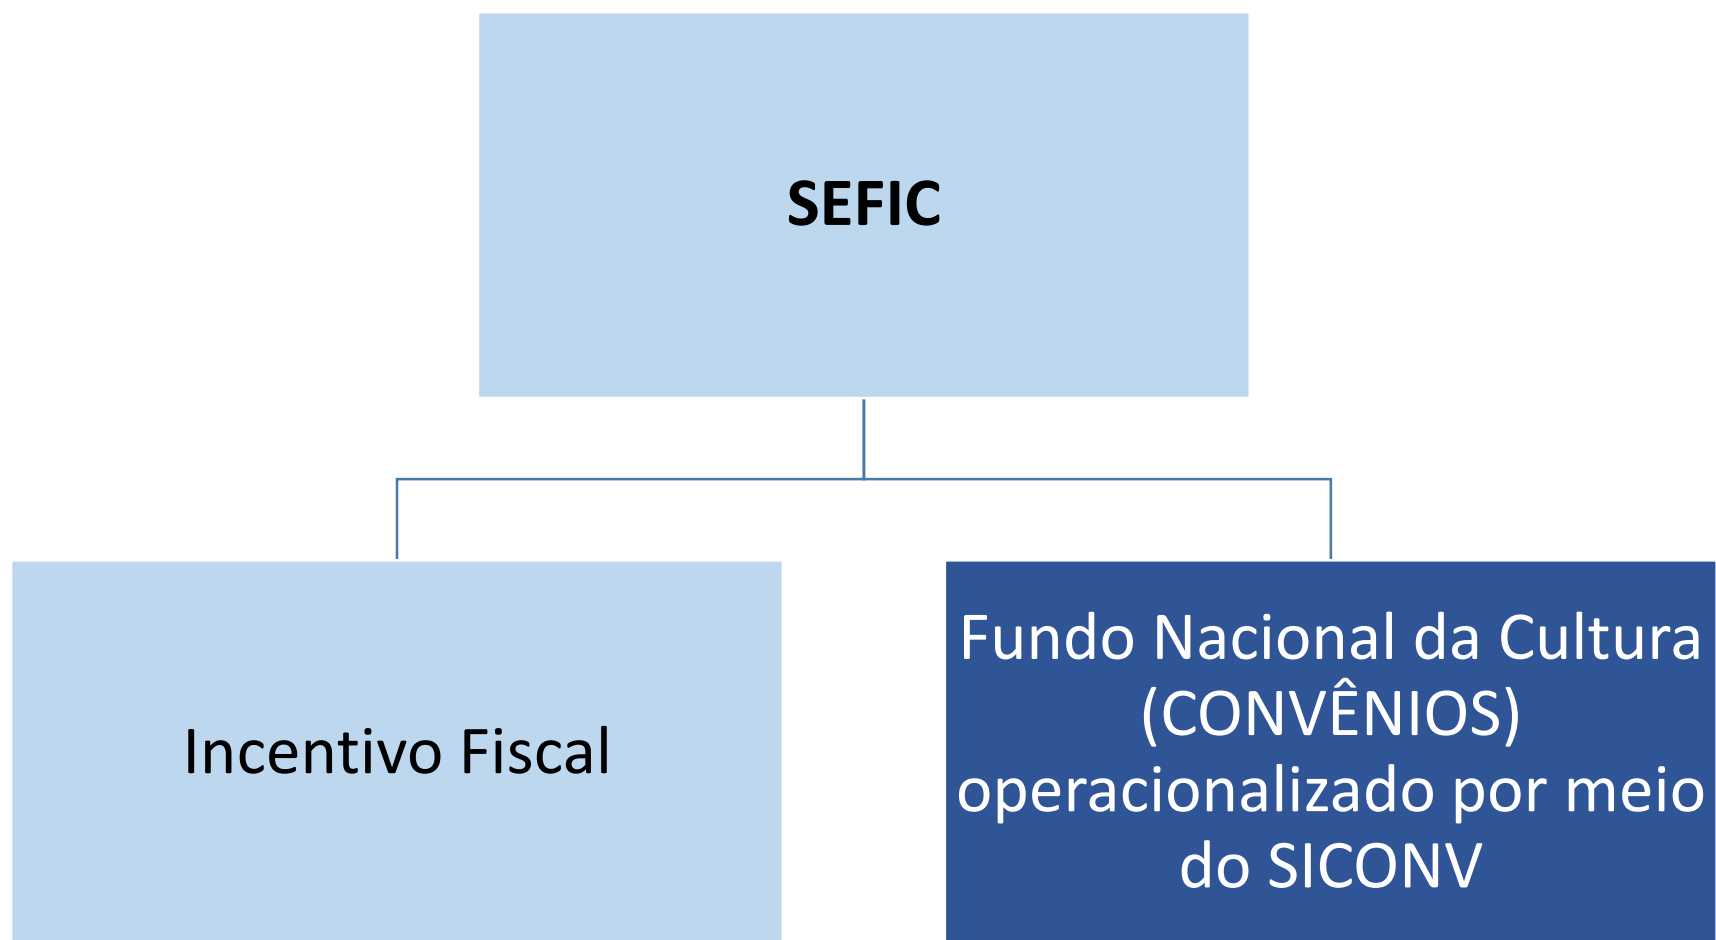 SEFIC
Incentivo Fiscal
Fundo Nacional da Cultura
(CONVÊNIOS)
operacionalizado por meio
do SICONV